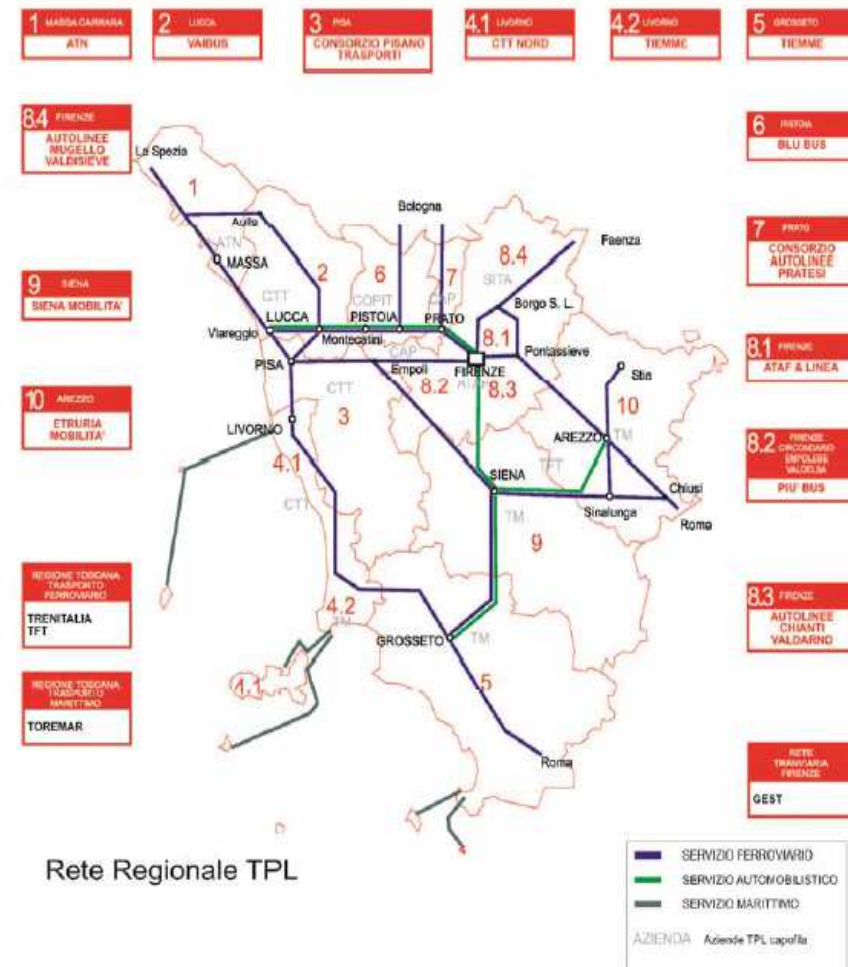 1 MASSA CARRARA
ATN
2 LUCCA
VAIBUS
3 PISA
CONSORZIO PISANO
TRASPORTI
4.1 LIVORNO
CTT NORD
4.2 LIVORNO
TIEMME
5 GROSSETO
TIEMME
8.4 FIRENZE
AUTOLINEE
MUGELLO
VALDISIEVE
6 PISTOIA
BLU BUS
9 SIENA
SIENA MOBILITA'
7 PRATO
CONSORZIO
AUTOLINEE
PRATESI
10 AREZZO
ETRURIA
MOBILITA'
8.1 FIRENZE
ATAF & LINEA
8.2 FIRENZE
CIRCONDARIO
EMPOLESE
VALDELSA
PIU' BUS
REGIONE TOSCANA
TRASPORTO
FERROVIARIO
TRENITALIA
TFT
8.3 FIRENZE
AUTOLINEE
CHIANTI
VALDARNO
REGIONE TOSCANA
TRASPORTO
MARITTIMO
TOREMAR
RETE
TRANVIARIA
FIRENZE
GEST
La Spezia
1
Bologna
Aulla
ATN
MASSA
2
6
7
8.4
Faenza
SITA
CTT
COPIT
CAP
Borgo S. L.
LUCCA
PISTOIA
PRATO
Viareggio
Montecatini
8.1
Pontassieve
CAP
PISA
Empoli
FIRENZE
ATAF
Stia
CTT
8.2
8.3
3
10
LIVORNO
AREZZO
TM
4.1
TFT
SIENA
CTT
Chiusi
Sinalunga
TM
Roma
9
4.2
TM
GROSSETO
TM
4.1
5
Roma
Rete Regionale TPL
SERVIZIO FERROVIARIO
SERVIZIO AUTOMOBILISTICO
SERVIZIO MARITTIMO
AZIENDA Aziende TPL capofila